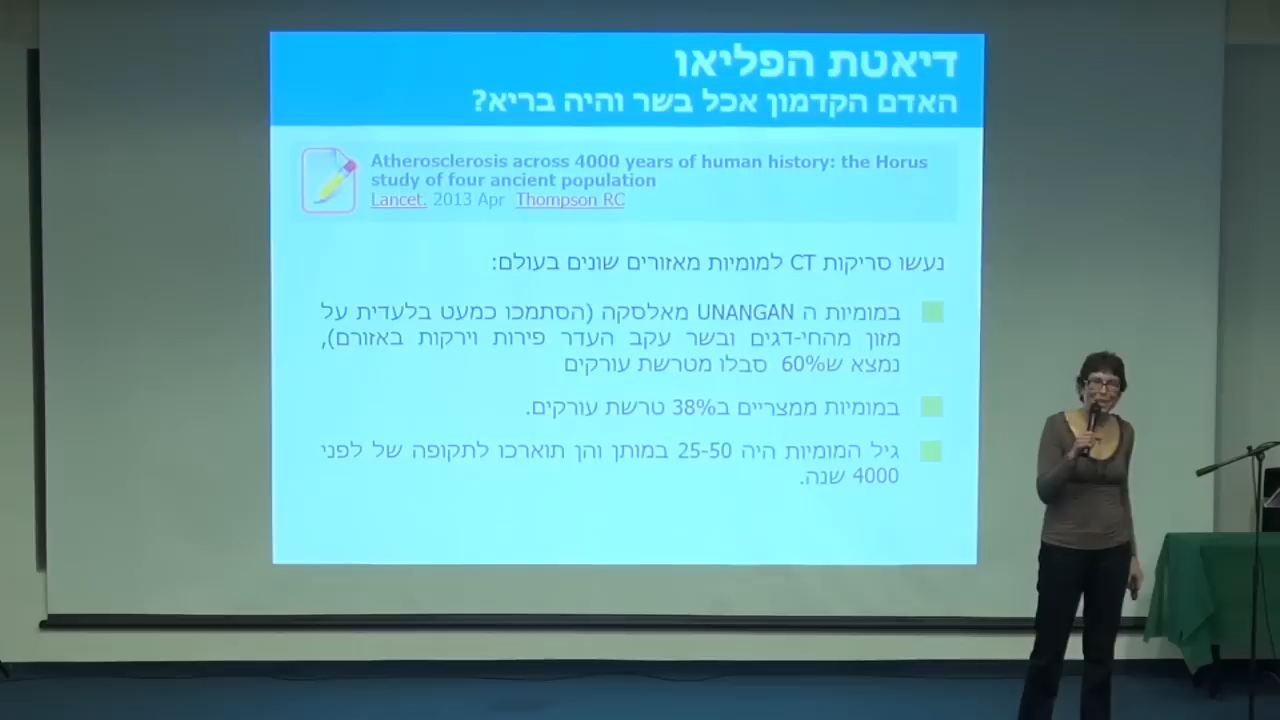 דיאטת הפליאו
האדם הקדמון אכל בשר והיה בריא?
Atherosclerosis across 4000 years of human history: the Horus
study of four ancient population
Lancet. 2013 Apr Thompson RC
נעשו סריקות CT למומיות מאזורים שונים בעולם:
במומיות ה UNANGAN מאלסקה (הסתמכו כמעט בלעדית על
מזון מהחי-דגים ובשר עקב העדר פירות וירקות באזורם),
נמצא ש60% סבלו מטרשת עורקים
במומיות ממצריים ב38% טרשת עורקים.
גיל המומיות היה 25-50 במותן והן תוארכו לתקופה של לפני
4000 שנה.